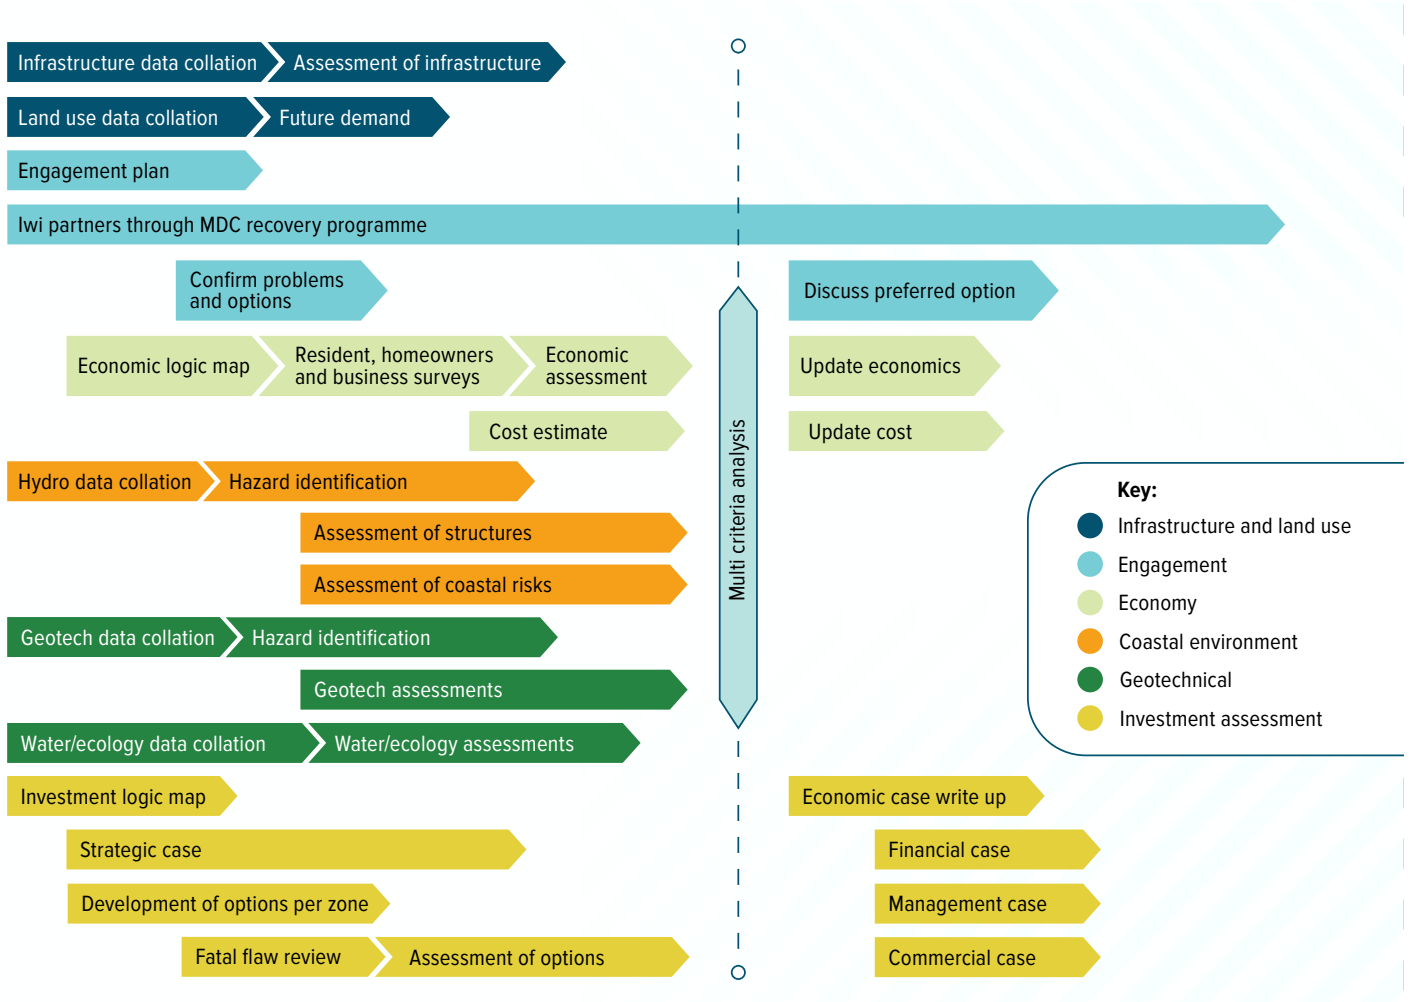 Infrastructure data collation
Assessment of infrastructure
Land use data collation
Future demand
Engagement plan
Iwi partners through MDC recovery programme
Confirm problems
and options
Discuss preferred option
Economic logic map
Resident, homeowners
and business surveys
Economic
assessment
Update economics
Cost estimate
Update cost
Multi criteria analysis
Hydro data collation
Hazard identification
Assessment of structures
Assessment of coastal risks
Geotech data collation
Hazard identification
Geotech assessments
Water/ecology data collation
Water/ecology assessments
Investment logic map
Economic case write up
Strategic case
Financial case
Development of options per zone
Management case
Fatal flaw review
Assessment of options
Commercial case
Key:
Infrastructure and land use
Engagement
Economy
Coastal environment
Geotechnical
Investment assessment